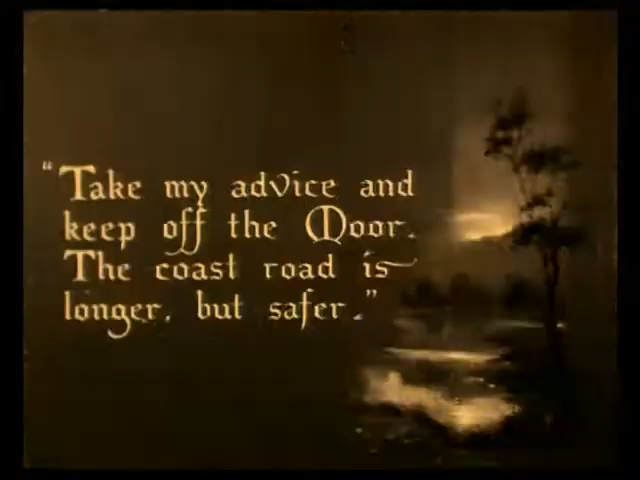 “Take my advice and
keep off the Moor.
The coast road is
longer, but safer.”